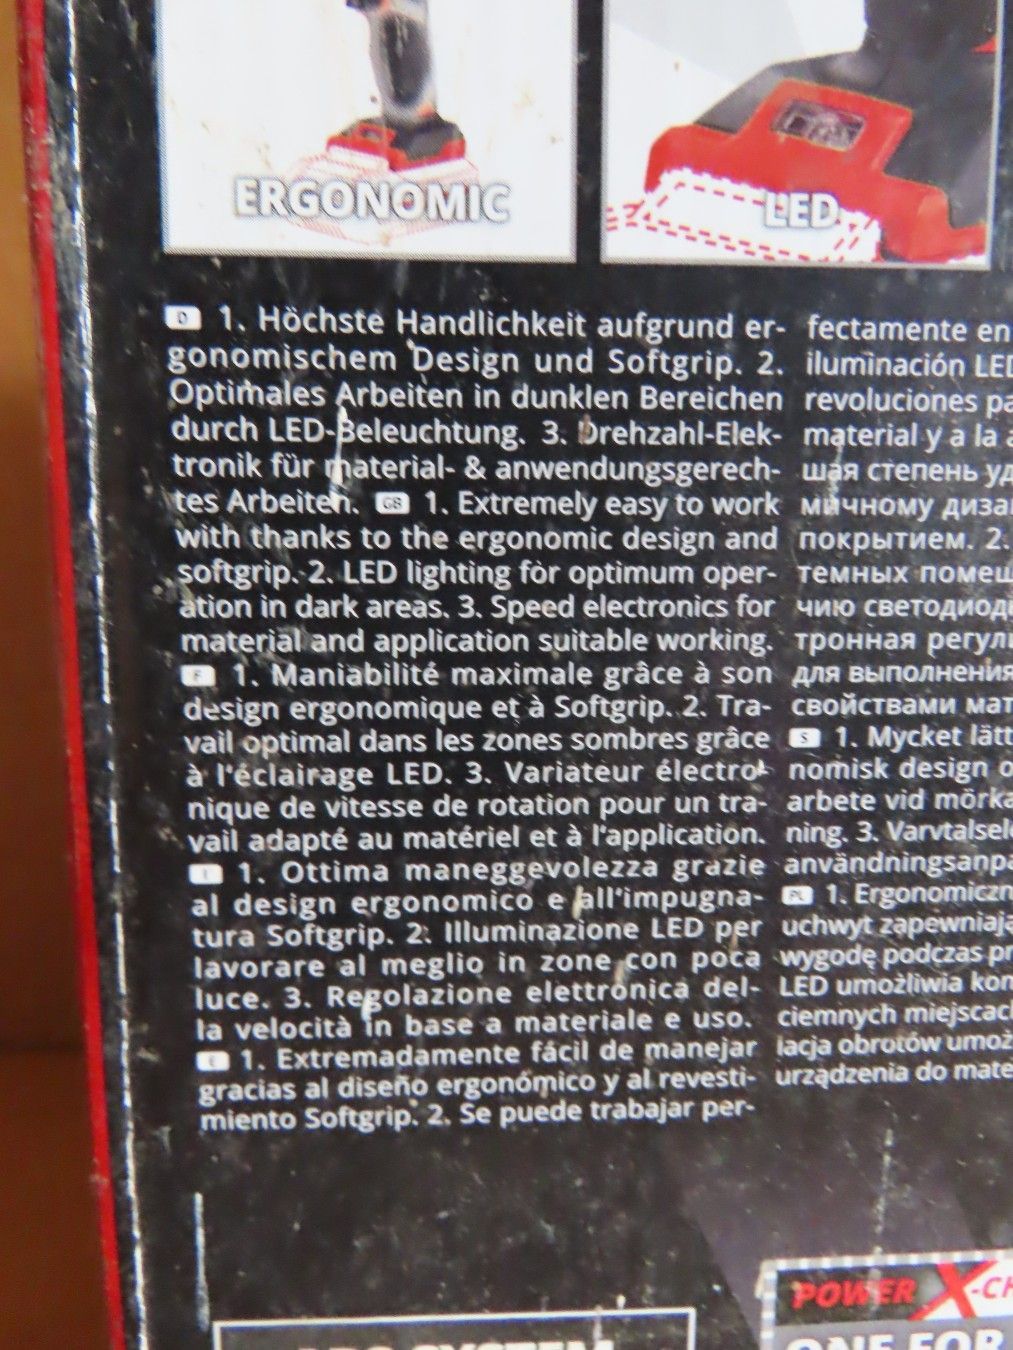 ERGONOMIC
LED
D 1. Höchste Handlichkeit aufgrund er-
gonomischem Design und Softgrip. 2.
Optimales Arbeiten in dunklen Bereichen
durch LED-Beleuchtung. 3. Drehzahl-Elek-
tronik für material- & anwendungsgerech-
tes Arbeiten. GB 1. Extremely easy to work
with thanks to the ergonomic design and
softgrip. 2. LED lighting for optimum oper-
ation in dark areas. 3. Speed electronics for
material and application suitable working.
F 1. Maniabilité maximale grâce à son
design ergonomique et à Softgrip. 2. Tra-
vail optimal dans les zones sombres grâce
à l'éclairage LED. 3. Variateur électro-
nique de vitesse de rotation pour un tra-
vail adapté au matériel et à l'application.
I 1. Ottima maneggevolezza grazie
al design ergonomico e all'impugna-
tura Softgrip. 2. Illuminazione LED per
lavorare al meglio in zone con poca
luce. 3. Regolazione elettronica del-
la velocità in base a materiale e uso.
E 1. Extremadamente fácil de manejar
gracias al diseño ergonómico y al revesti-
miento Softgrip. 2. Se puede trabajar per-
fectamente en
iluminación LED
revoluciones pa
material y a la a
шая степень уд
мичному дизай
покрытием. 2.
темных помещ
чию светодиод
тронная регули
для выполнения
свойствами мат
S 1. Mycket lätt
nomisk design o
arbete vid mörka
ning. 3. Varvtalsele
användningsanpa
PL 1. Ergonomiczn
uchwyt zapewniają
wygodę podczas pr
LED umożliwia kom
ciemnych miejscach
lacja obrotów umoż
urządzenia do mate
POWER X-CH
SYSTEM
ONE FOR